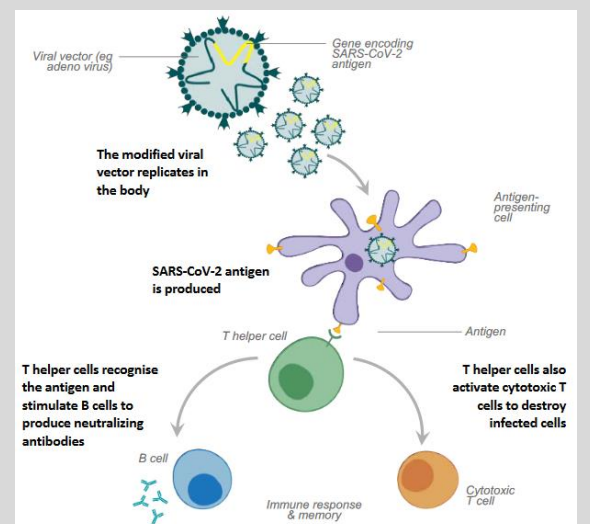 Viral vector (eg
adeno virus)
Gene encoding
SARS-CoV-2
antigen
The modified viral
vector replicates in
the body
Antigen-
presenting
cell
SARS-CoV-2 antigen
is produced
T helper cell
Antigen
T helper cells recognise
the antigen and
stimulate B cells to
produce neutralizing
antibodies
T helper cells also
activate cytotoxic T
cells to destroy
infected cells
B cell
Cytotoxic
T cell
Immune response
& memory